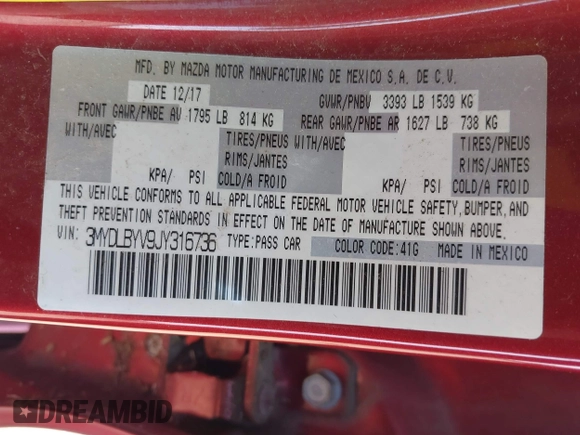 MFD. BY MAZDA MOTOR MANUFACTURING DE MEXICO S.A. DE C.V.
DATE 12/17 GVWR/PNBV 3393 LB 1539 KG
FRONT GAWR/PNBE AV 1795 LB 814 KG REAR GAWR/PNBE AR 1627 LB 738 KG
WITH/AVEC TIRES/PNEUS WITH/AVEC TIRES/PNEUS
RIMS/JANTES RIMS/JANTES
KPA/ PSI COLD/A FROID KPA/ PSI COLD/A FROID
THIS VEHICLE CONFORMS TO ALL APPLICABLE FEDERAL MOTOR VEHICLE SAFETY, BUMPER, AND
THEFT PREVENTION STANDARDS IN EFFECT ON THE DATE OF MANUFACTURE SHOWN ABOVE.
VIN: 3MYDLBYV9JY316736 TYPE:PASS CAR COLOR CODE:41G MADE IN MEXICO
DREAMBID